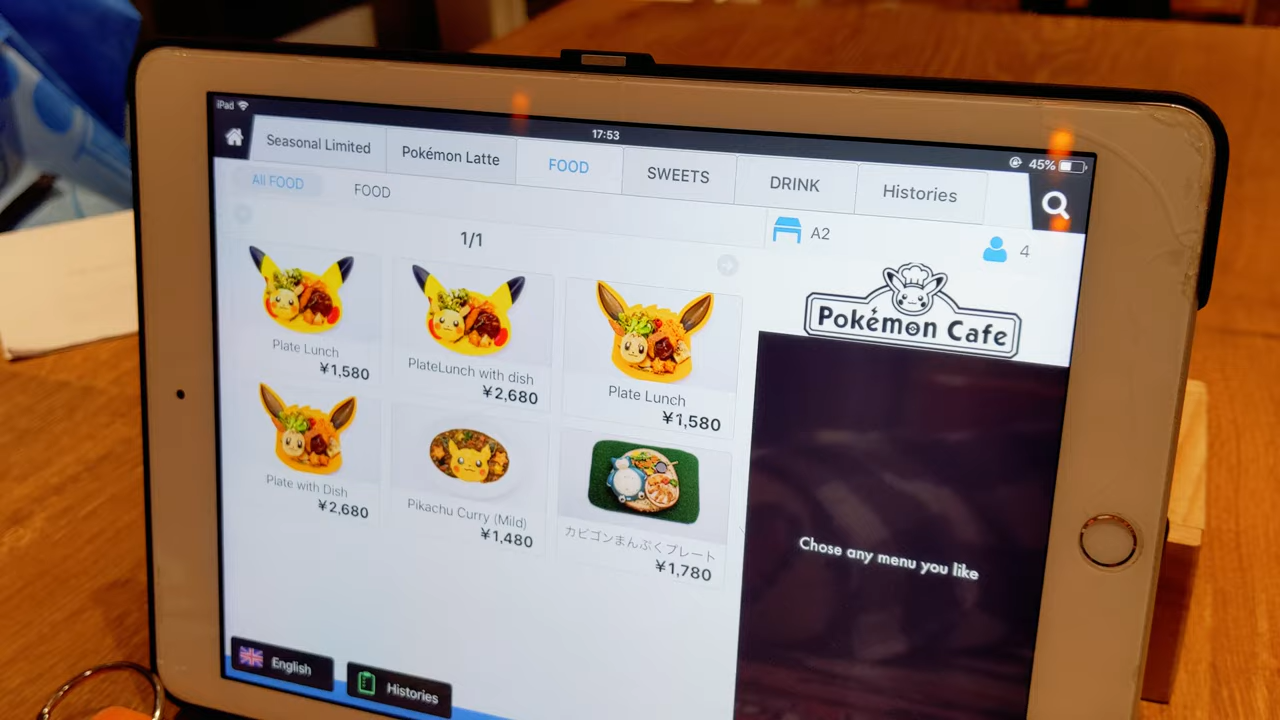 iPad
17:53
45%
Seasonal Limited
Pokémon Latte
FOOD
SWEETS
DRINK
Histories
All FOOD
FOOD
1/1
A2
4
Pokémon Cafe
Plate Lunch
¥1,580
PlateLunch with dish
¥2,680
Plate Lunch
¥1,580
Plate with Dish
¥2,680
Pikachu Curry (Mild)
¥1,480
カビゴンまんぷくプレート
¥1,780
Chose any menu you like
English
Histories